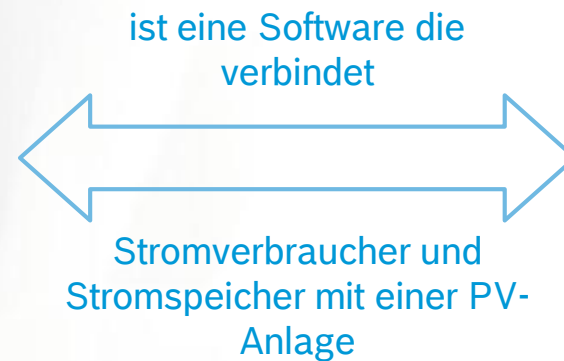 ist eine Software die
verbindet
Stromverbraucher und
Stromspeicher mit einer PV-
Anlage